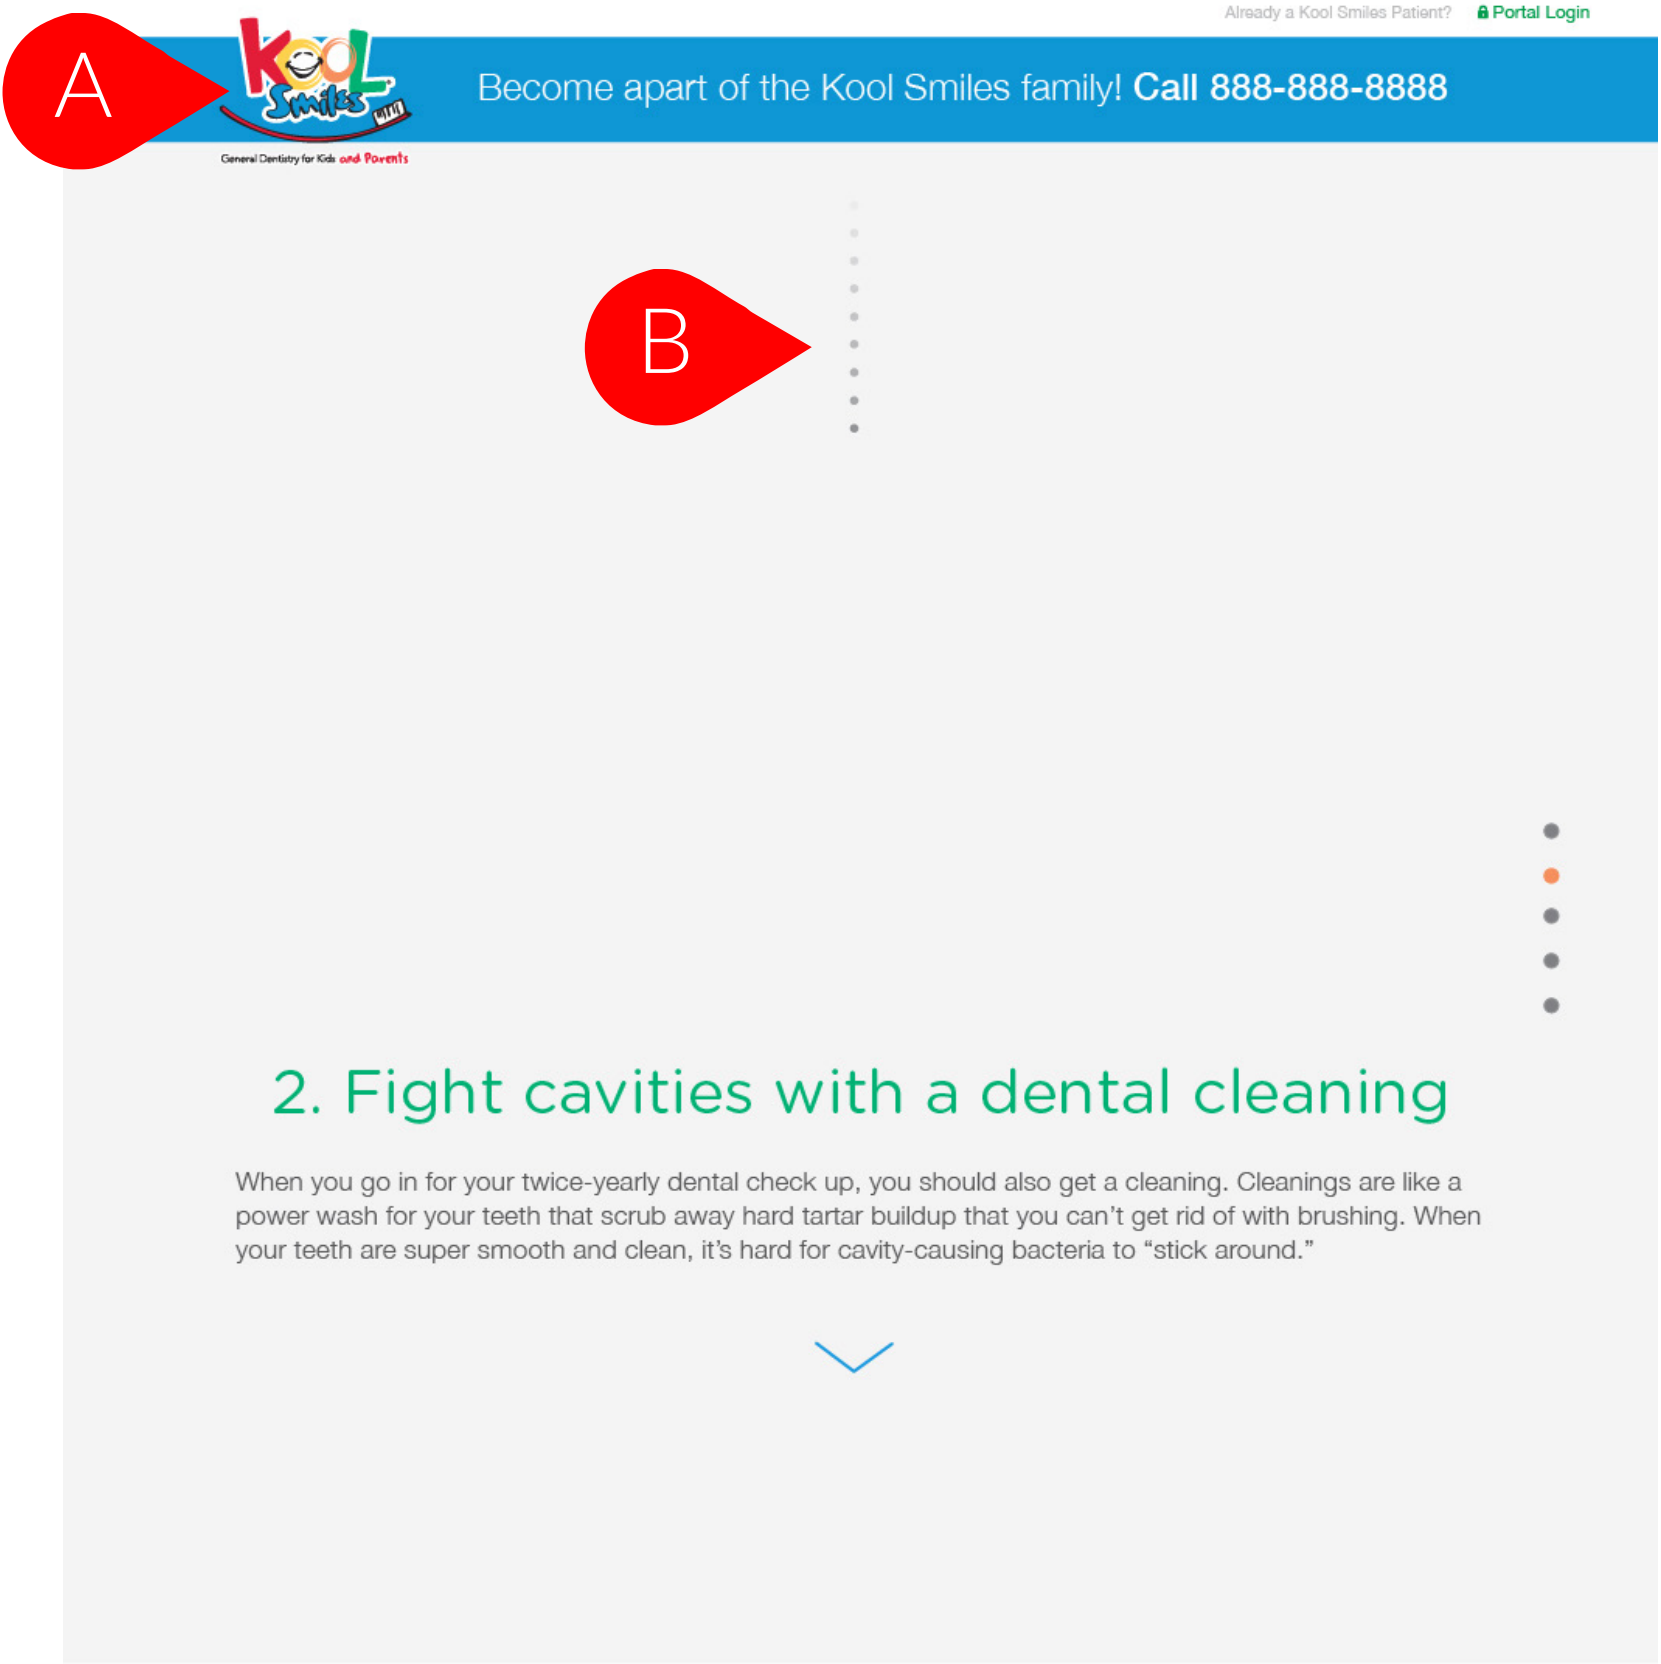 Already a Kool Smiles Patient? Portal Login
A
KOOL
Smiles
General Dentistry for Kids and Parents
Become apart of the Kool Smiles family! Call 888-888-8888
B
2. Fight cavities with a dental cleaning
When you go in for your twice-yearly dental check up, you should also get a cleaning. Cleanings are like a
power wash for your teeth that scrub away hard tartar buildup that you can’t get rid of with brushing. When
your teeth are super smooth and clean, it’s hard for cavity-causing bacteria to “stick around.”